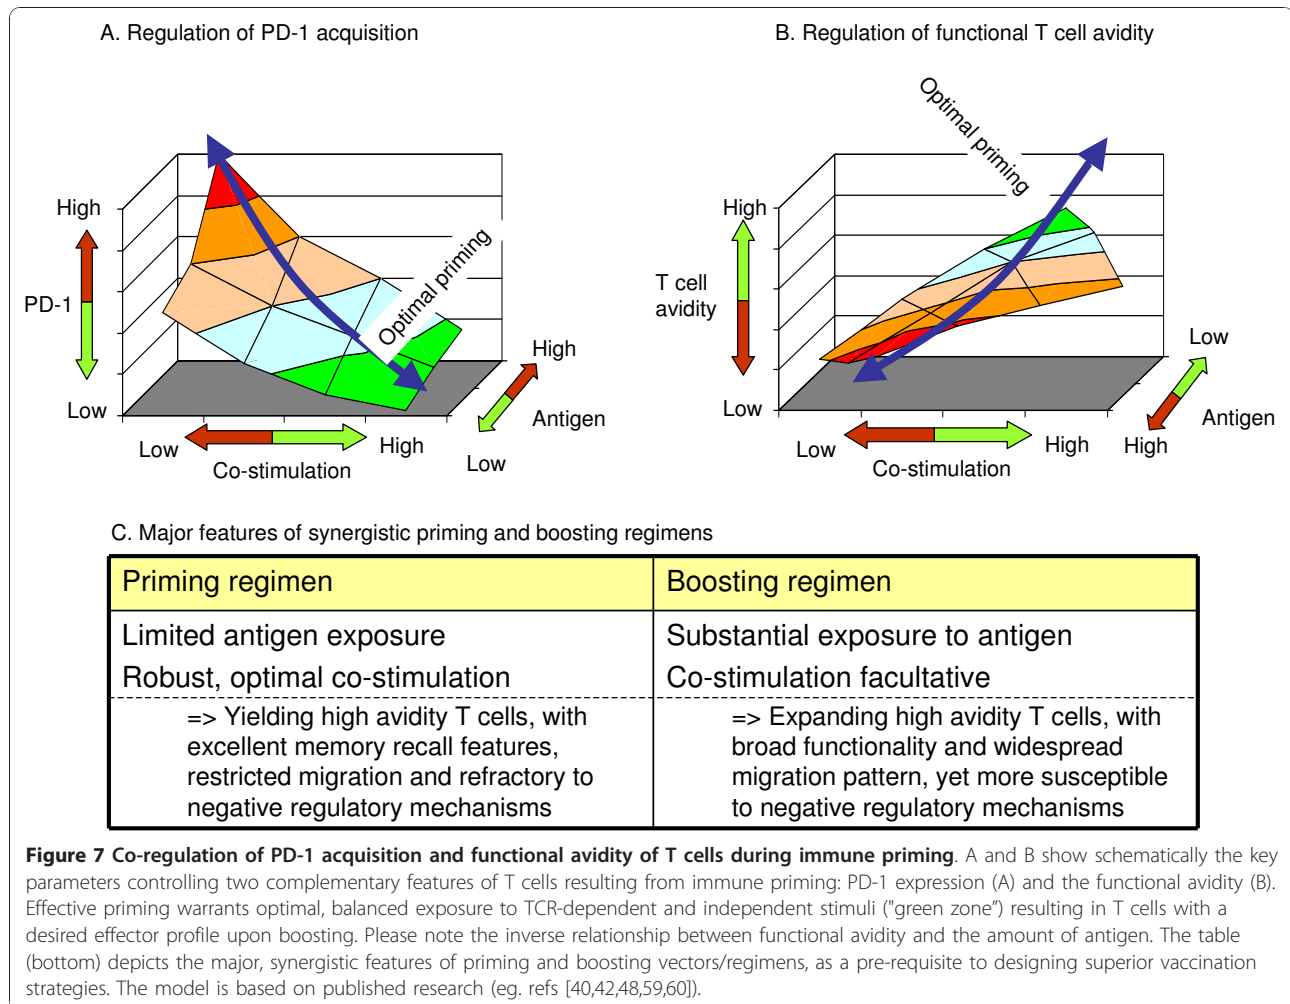 A. Regulation of PD-1 acquisition
Optimal priming
High
PD-1
Low
Low
Co-stimulation
High
High
Antigen
Low
B. Regulation of functional T cell avidity
Optimal priming
High
T cell
avidity
Low
Low
Co-stimulation
High
Low
Antigen
High
C. Major features of synergistic priming and boosting regimens
Priming regimen
Boosting regimen
Limited antigen exposure
Substantial exposure to antigen
Robust, optimal co-stimulation
Co-stimulation facultative
=> Yielding high avidity T cells, with
excellent memory recall features,
restricted migration and refractory to
negative regulatory mechanisms
=> Expanding high avidity T cells, with
broad functionality and widespread
migration pattern, yet more susceptible
to negative regulatory mechanisms
Figure 7 Co-regulation of PD-1 acquisition and functional avidity of T cells during immune priming. A and B show schematically the key
parameters controlling two complementary features of T cells resulting from immune priming: PD-1 expression (A) and the functional avidity (B).
Effective priming warrants optimal, balanced exposure to TCR-dependent and independent stimuli ("green zone") resulting in T cells with a
desired effector profile upon boosting. Please note the inverse relationship between functional avidity and the amount of antigen. The table
(bottom) depicts the major, synergistic features of priming and boosting vectors/regimens, as a pre-requisite to designing superior vaccination
strategies. The model is based on published research (eg. refs [40,42,48,59,60]).